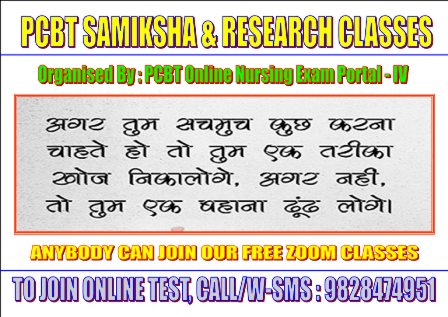 PCBT SAMIKSHA & RESEARCH CLASSES
Organised By : PCBT Online Nursing Exam Portal - IV
अगर तुम सचमुच कुछ करना
चाहते हो तो तुम एक तरीका
खोज निकालोगे, अगर नहीं,
तो तुम एक बहाना ढूंढ लोगे।
ANYBODY CAN JOIN OUR FREE ZOOM CLASSES
TO JOIN ONLINE TEST, CALL/W-SMS : 9828474951